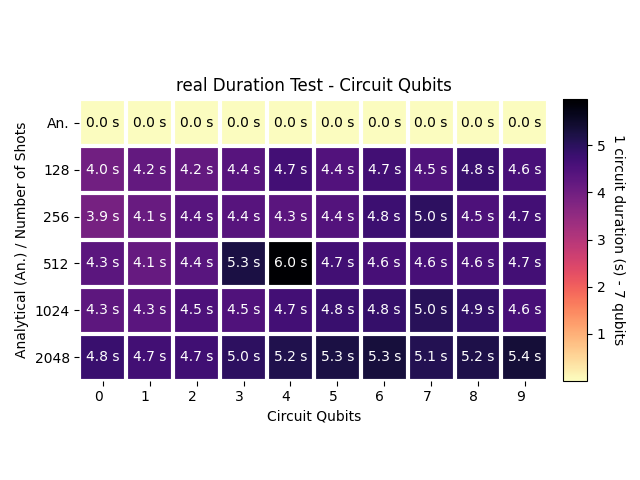 real Duration Test - Circuit Qubits
An. 0.0 s 0.0 s 0.0 s 0.0 s 0.0 s 0.0 s 0.0 s 0.0 s 0.0 s 0.0 s
128 4.0 s 4.2 s 4.2 s 4.4 s 4.7 s 4.4 s 4.7 s 4.5 s 4.8 s 4.6 s
256 3.9 s 4.1 s 4.4 s 4.4 s 4.3 s 4.4 s 4.8 s 5.0 s 4.5 s 4.7 s
512 4.3 s 4.1 s 4.4 s 5.3 s 6.0 s 4.7 s 4.6 s 4.6 s 4.6 s 4.7 s
1024 4.3 s 4.3 s 4.5 s 4.5 s 4.7 s 4.8 s 4.8 s 5.0 s 4.9 s 4.6 s
2048 4.8 s 4.7 s 4.7 s 5.0 s 5.2 s 5.3 s 5.3 s 5.1 s 5.2 s 5.4 s
0 1 2 3 4 5 6 7 8 9
Circuit Qubits
Analytical (An.) / Number of Shots
5
4
3
2
1
1 circuit duration (s) - 7 qubits